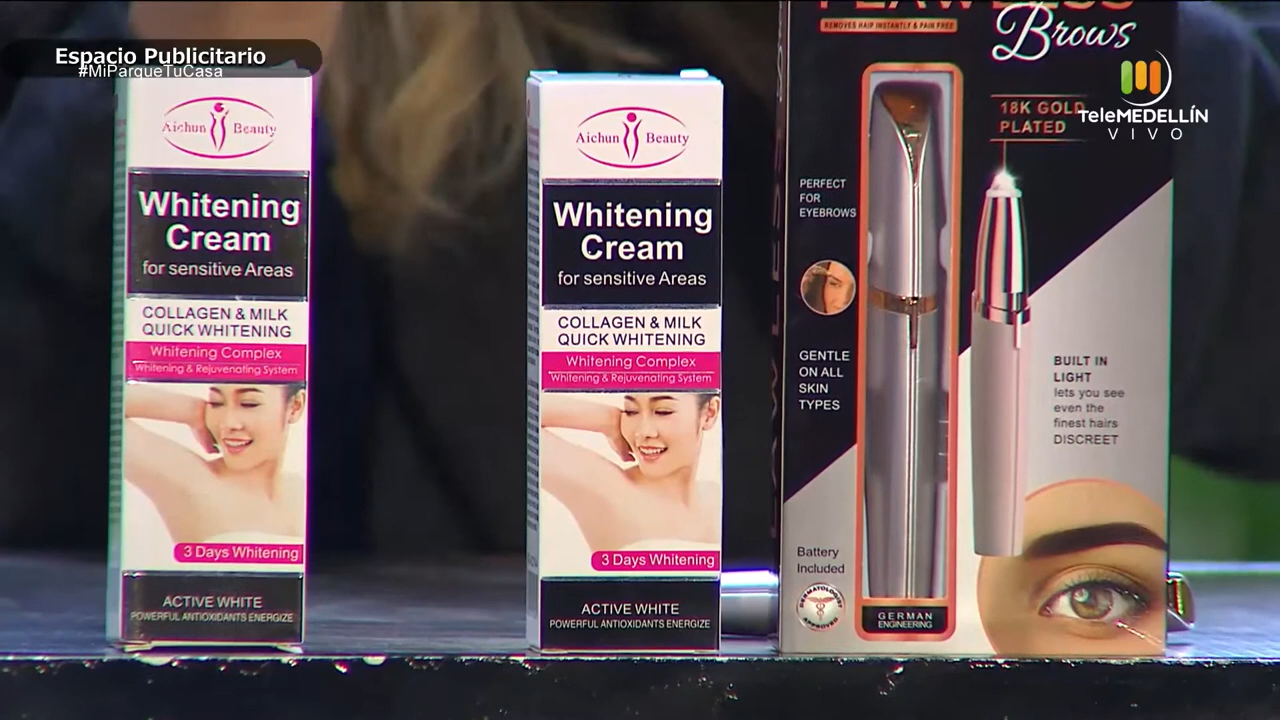 Espacio Publicitario
#MiParqueTuCasa
Aichun Beauty
Whitening
Cream
for sensitive Areas
COLLAGEN & MILK
QUICK WHITENING
Whitening Complex
Whitening & Rejuvenating System
3 Days Whitening
ACTIVE WHITE
POWERFUL ANTIOXIDANTS ENERGIZE
Aichun Beauty
Whitening
Cream
for sensitive Areas
COLLAGEN & MILK
QUICK WHITENING
Whitening Complex
Whitening & Rejuvenating System
3 Days Whitening
ACTIVE WHITE
POWERFUL ANTIOXIDANTS ENERGIZE
REMOVES HAIR INSTANTLY & PAIN FREE
Brows
18K GOLD
PLATED
PERFECT
FOR
EYEBROWS
GENTLE
ON ALL
SKIN
TYPES
BUILT IN
LIGHT
lets you see
even the
finest hairs
DISCREET
Battery
Included
DERMATOLOGIST
APPROVED
GERMAN
ENGINEERING
TeleMEDELLÍN
VIVO